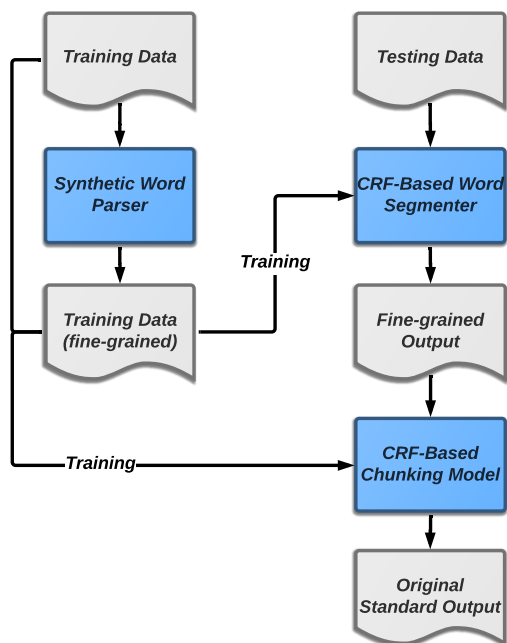 Training Data
Testing Data
Synthetic Word
Parser
CRF-Based Word
Segmenter
Training
Training Data
(fine-grained)
Fine-grained
Output
Training
CRF-Based
Chunking Model
Original
Standard Output